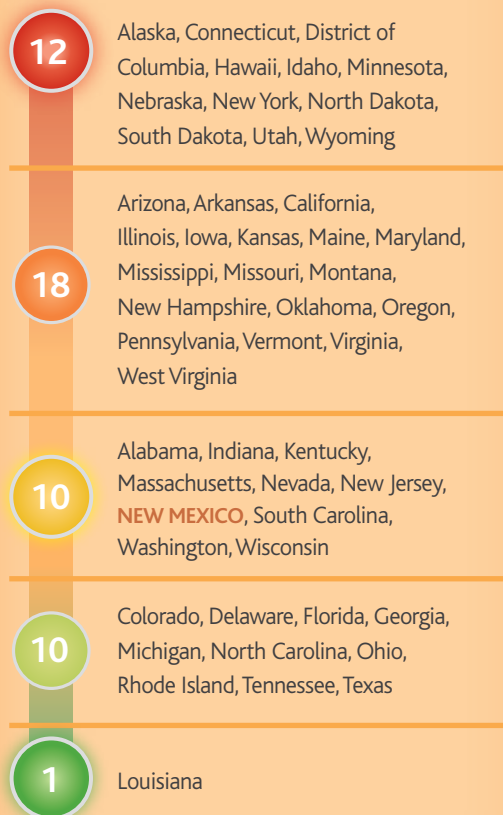 12
Alaska, Connecticut, District of
Columbia, Hawaii, Idaho, Minnesota,
Nebraska, New York, North Dakota,
South Dakota, Utah, Wyoming
18
Arizona, Arkansas, California,
Illinois, Iowa, Kansas, Maine, Maryland,
Mississippi, Missouri, Montana,
New Hampshire, Oklahoma, Oregon,
Pennsylvania, Vermont, Virginia,
West Virginia
10
Alabama, Indiana, Kentucky,
Massachusetts, Nevada, New Jersey,
NEW MEXICO, South Carolina,
Washington, Wisconsin
10
Colorado, Delaware, Florida, Georgia,
Michigan, North Carolina, Ohio,
Rhode Island, Tennessee, Texas
1
Louisiana